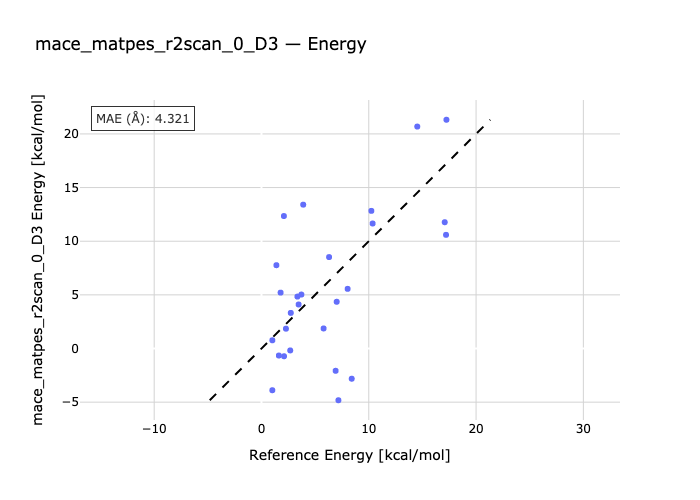 mace_matpes_r2scan_0_D3 — Energy
MAE (Å): 4.321
mace_matpes_r2scan_0_D3 Energy [kcal/mol]
20
15
10
5
0
−5
−10
0
10
20
30
Reference Energy [kcal/mol]